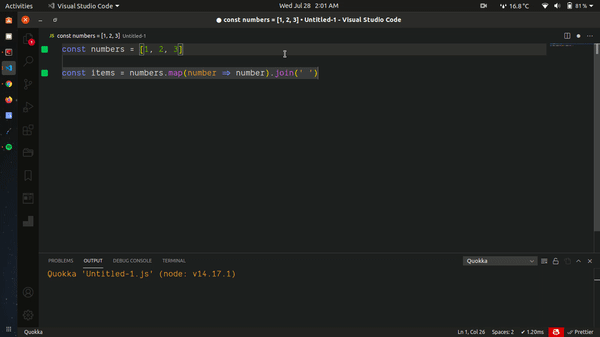 Activities Visual Studio Code Wed Jul 28 2:01 AM 16.8 °C 81%
const numbers = [1, 2, 3] • Untitled-1 - Visual Studio Code
JS const numbers = [1, 2, 3] Untitled-1
const numbers = [1, 2, 3]
const items = numbers.map(number => number).join(' ')
PROBLEMS OUTPUT DEBUG CONSOLE TERMINAL Quokka
Quokka 'Untitled-1.js' (node: v14.17.1)
Quokka Ln 1, Col 26 Spaces: 2 ✓ 1.20ms Prettier